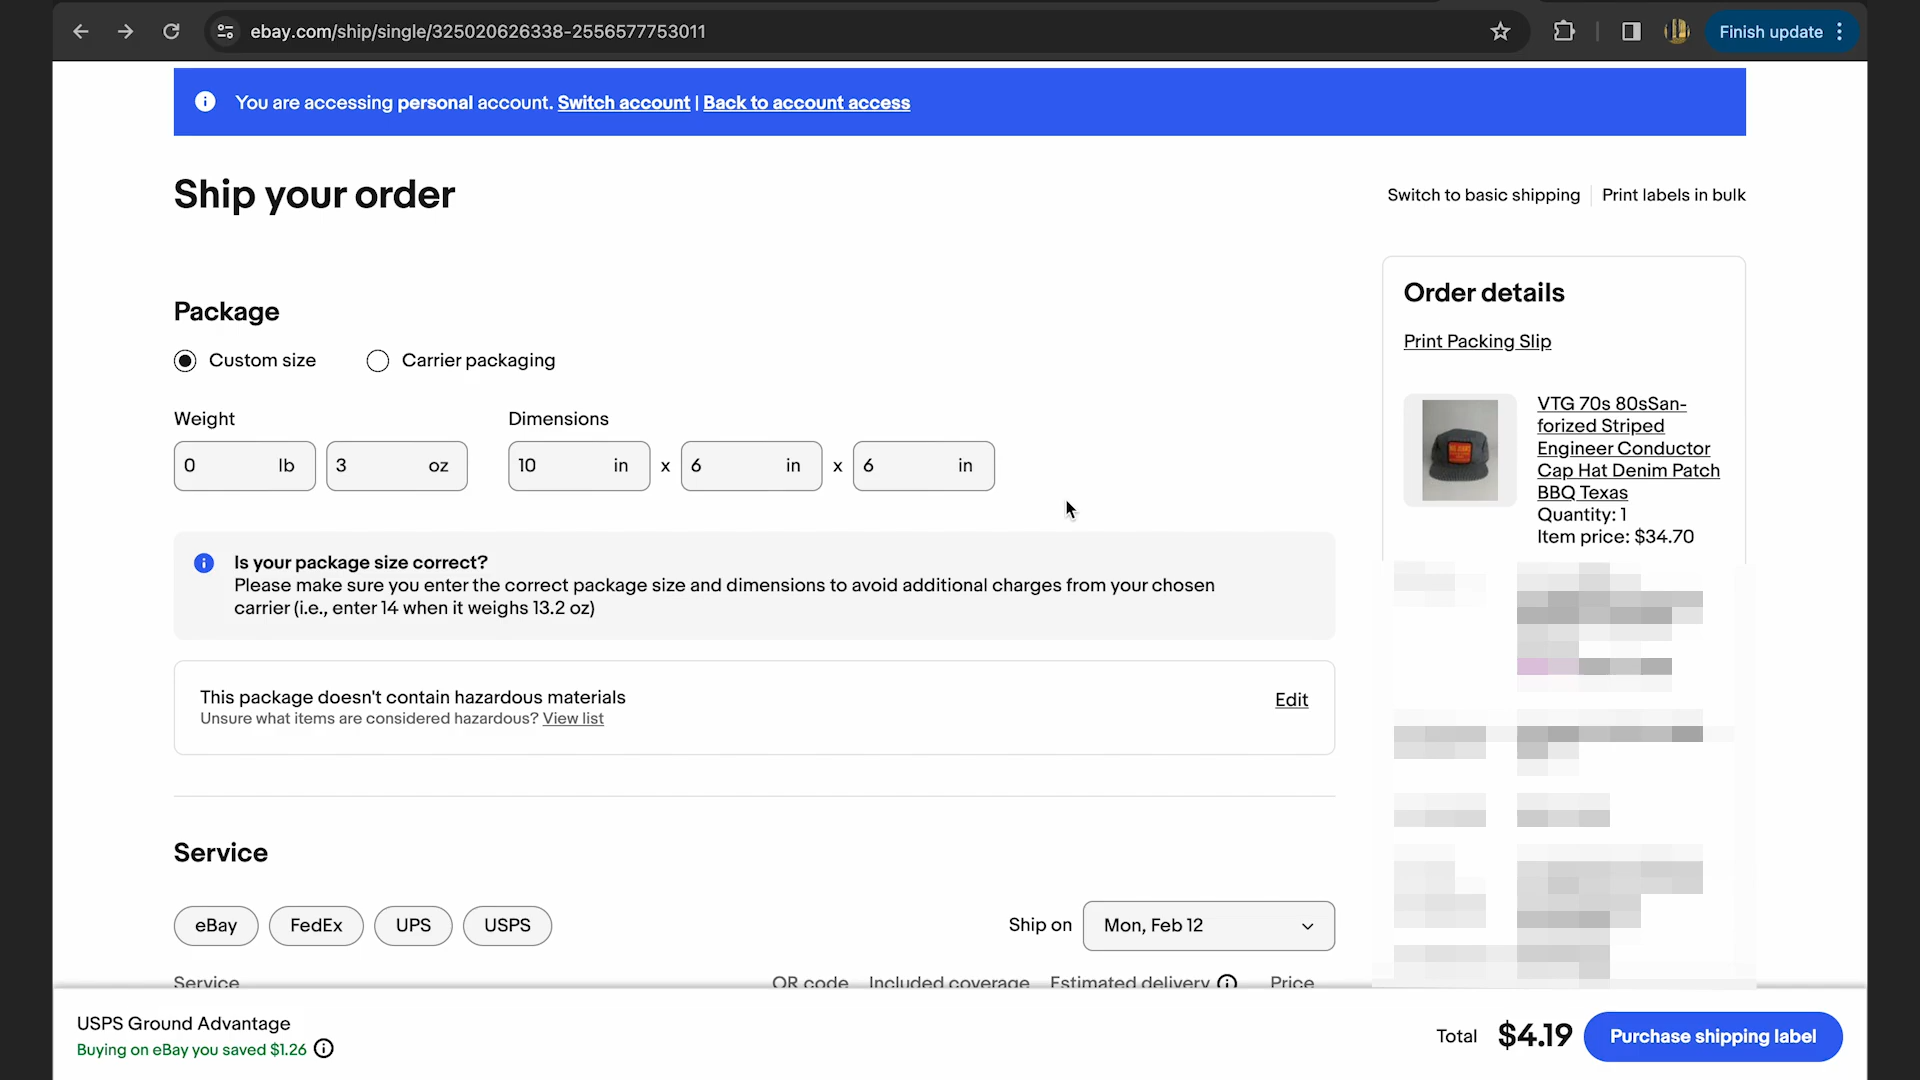 ebay.com/ship/single/325020626338-2556577753011
Finish update
You are accessing personal account. Switch account | Back to account access
Ship your order
Switch to basic shipping
Print labels in bulk
Package
Custom size
Carrier packaging
Weight
Dimensions
0 lb
3 oz
10 in x 6 in x 6 in
Is your package size correct?
Please make sure you enter the correct package size and dimensions to avoid additional charges from your chosen
carrier (i.e., enter 14 when it weighs 13.2 oz)
This package doesn't contain hazardous materials
Unsure what items are considered hazardous? View list
Edit
Order details
Print Packing Slip
VTG 70s 80sSan-
forized Striped
Engineer Conductor
Cap Hat Denim Patch
BBQ Texas
Quantity: 1
Item price: $34.70
Service
eBay
FedEx
UPS
USPS
Ship on
Mon, Feb 12
Service
QR code
Included coverage
Estimated delivery
Price
USPS Ground Advantage
Buying on eBay you saved $1.26
Total $4.19
Purchase shipping label